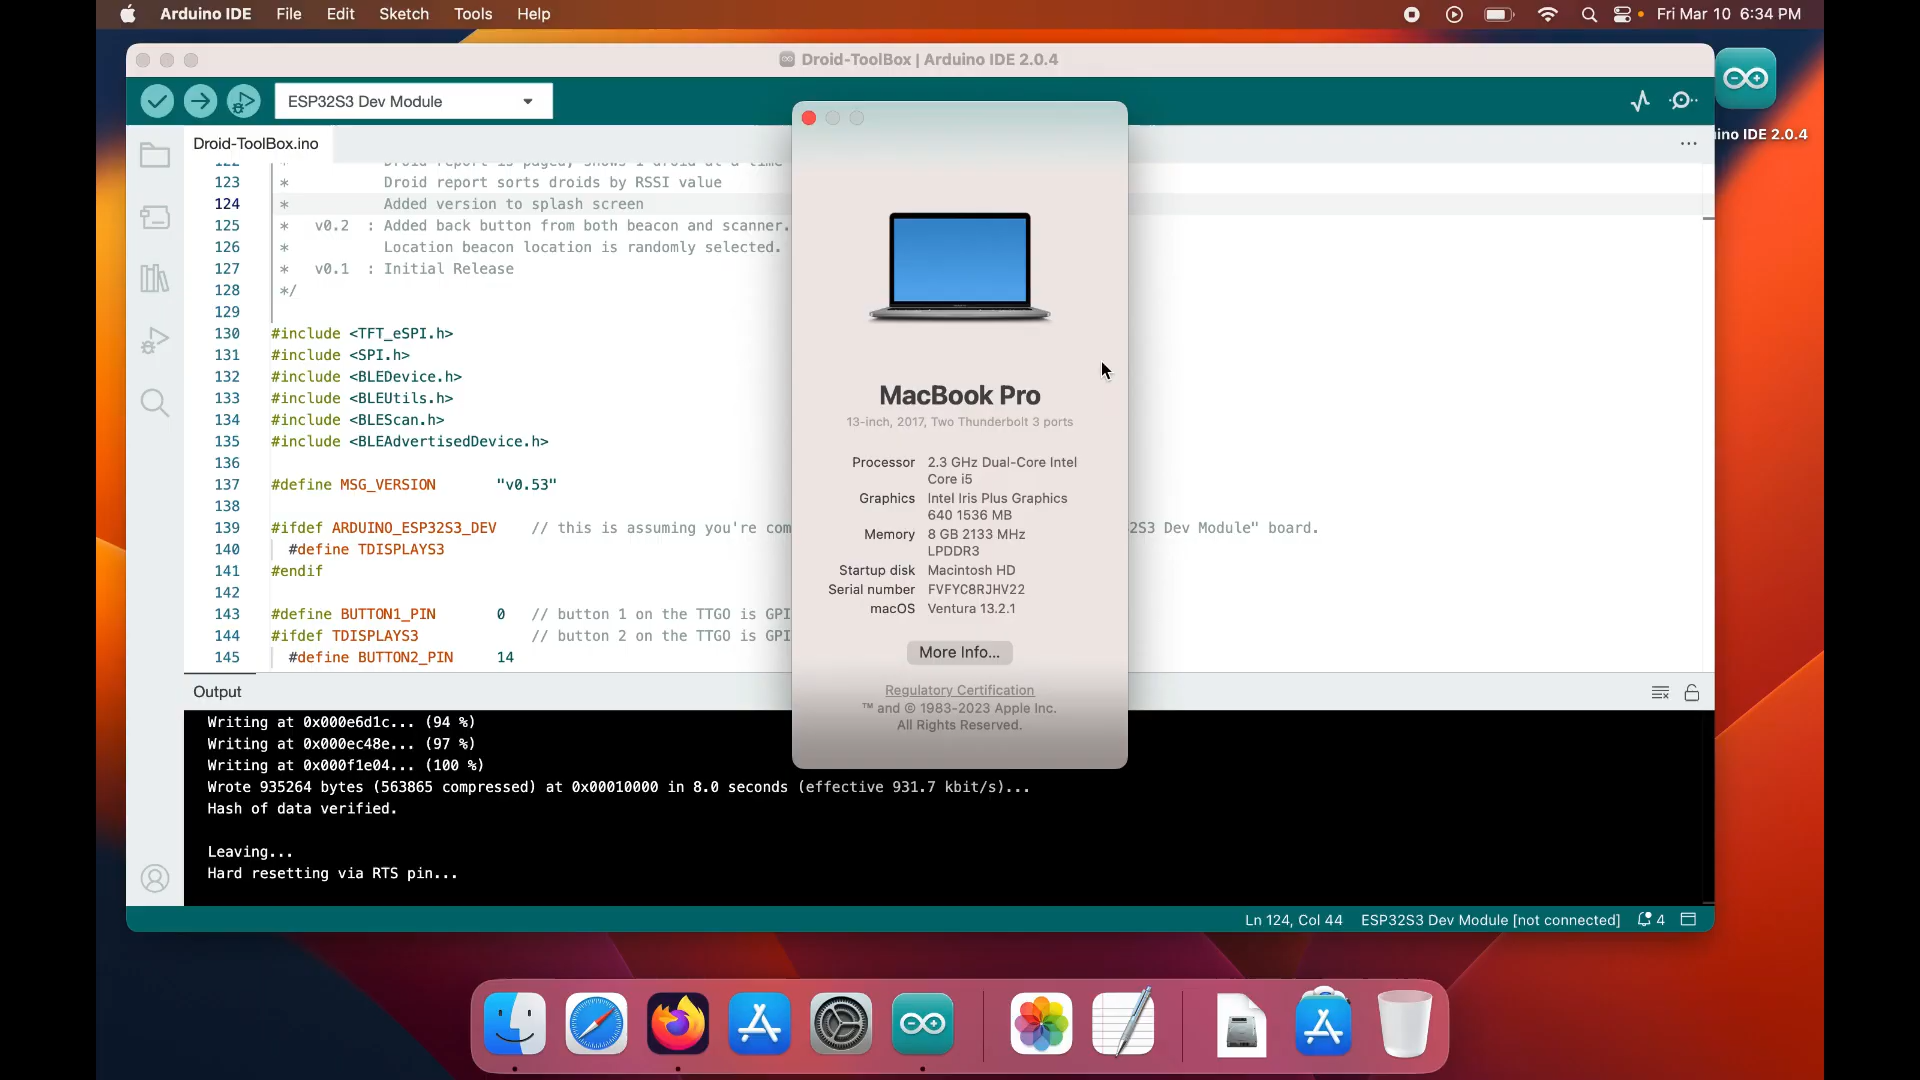 Arduino IDE File Edit Sketch Tools Help
Fri Mar 10 6:34 PM
Droid-ToolBox | Arduino IDE 2.0.4
ESP32S3 Dev Module
ino IDE 2.0.4
Droid-ToolBox.ino
122 * Droid report is paged, shows 1 droid at a time
123 * Droid report sorts droids by RSSI value
124 * Added version to splash screen
125 * v0.2 : Added back button from both beacon and scanner.
126 * Location beacon location is randomly selected.
127 * v0.1 : Initial Release
128 */
129
130 #include <TFT_eSPI.h>
131 #include <SPI.h>
132 #include <BLEDevice.h>
133 #include <BLEUtils.h>
134 #include <BLEScan.h>
135 #include <BLEAdvertisedDevice.h>
136
137 #define MSG_VERSION "v0.53"
138
139 #ifdef ARDUINO_ESP32S3_DEV // this is assuming you're com 2S3 Dev Module" board.
140 #define TDISPLAYS3
141 #endif
142
143 #define BUTTON1_PIN 0 // button 1 on the TTGO is GPI
144 #ifdef TDISPLAYS3 // button 2 on the TTGO is GPI
145 #define BUTTON2_PIN 14
MacBook Pro
13-inch, 2017, Two Thunderbolt 3 ports
Processor 2.3 GHz Dual-Core Intel
Core i5
Graphics Intel Iris Plus Graphics
640 1536 MB
Memory 8 GB 2133 MHz
LPDDR3
Startup disk Macintosh HD
Serial number FVFYC8RJHV22
macOS Ventura 13.2.1
More Info...
Regulatory Certification
™ and © 1983-2023 Apple Inc.
All Rights Reserved.
Output
Writing at 0x000e6d1c... (94 %)
Writing at 0x000ec48e... (97 %)
Writing at 0x000f1e04... (100 %)
Wrote 935264 bytes (563865 compressed) at 0x00010000 in 8.0 seconds (effective 931.7 kbit/s)...
Hash of data verified.
Leaving...
Hard resetting via RTS pin...
Ln 124, Col 44 ESP32S3 Dev Module [not connected] 4